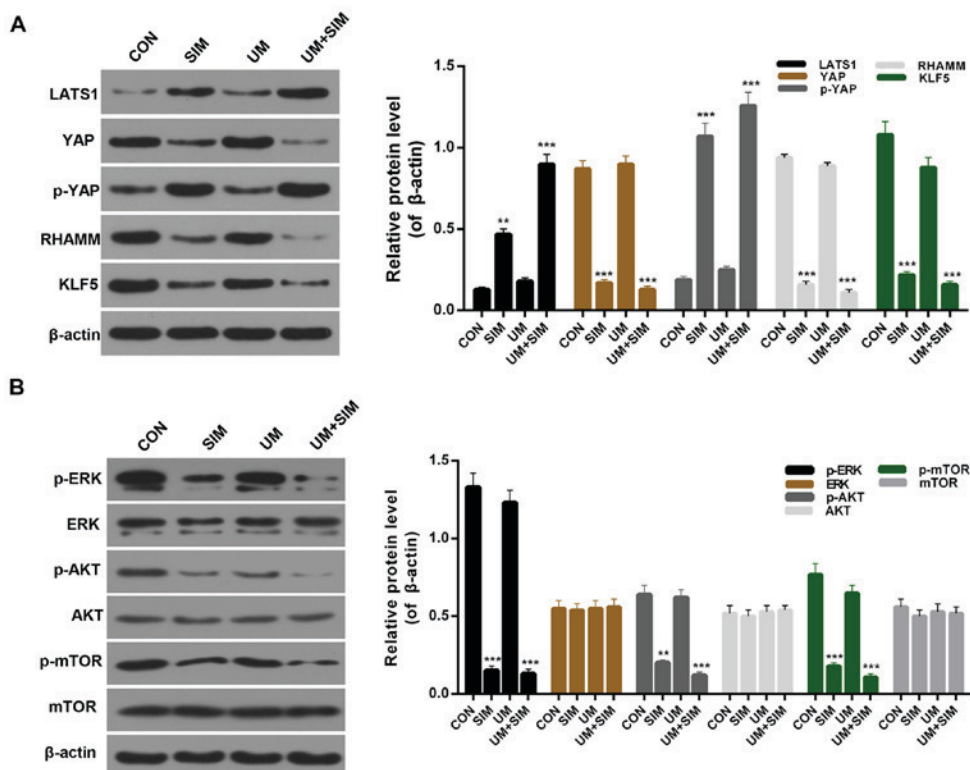 A
CON SIM UM UM+SIM
LATS1
YAP
p-YAP
RHAMM
KLF5
β-actin
Relative protein level
(of β-actin)
1.5
1.0
0.5
0.0
LATS1 RHAMM
YAP KLF5
p-YAP
** *** *** *** *** *** *** *** *** ***
CON SIM UM UM+SIM CON SIM UM UM+SIM CON SIM UM UM+SIM CON SIM UM UM+SIM CON SIM UM UM+SIM
B
CON SIM UM UM+SIM
p-ERK
ERK
p-AKT
AKT
p-mTOR
mTOR
β-actin
Relative protein level
(of β-actin)
1.5
1.0
0.5
0.0
p-ERK p-mTOR
ERK mTOR
p-AKT
AKT
*** *** ** *** *** ***
CON SIM UM UM+SIM CON SIM UM UM+SIM CON SIM UM UM+SIM CON SIM UM UM+SIM CON SIM UM UM+SIM CON SIM UM UM+SIM